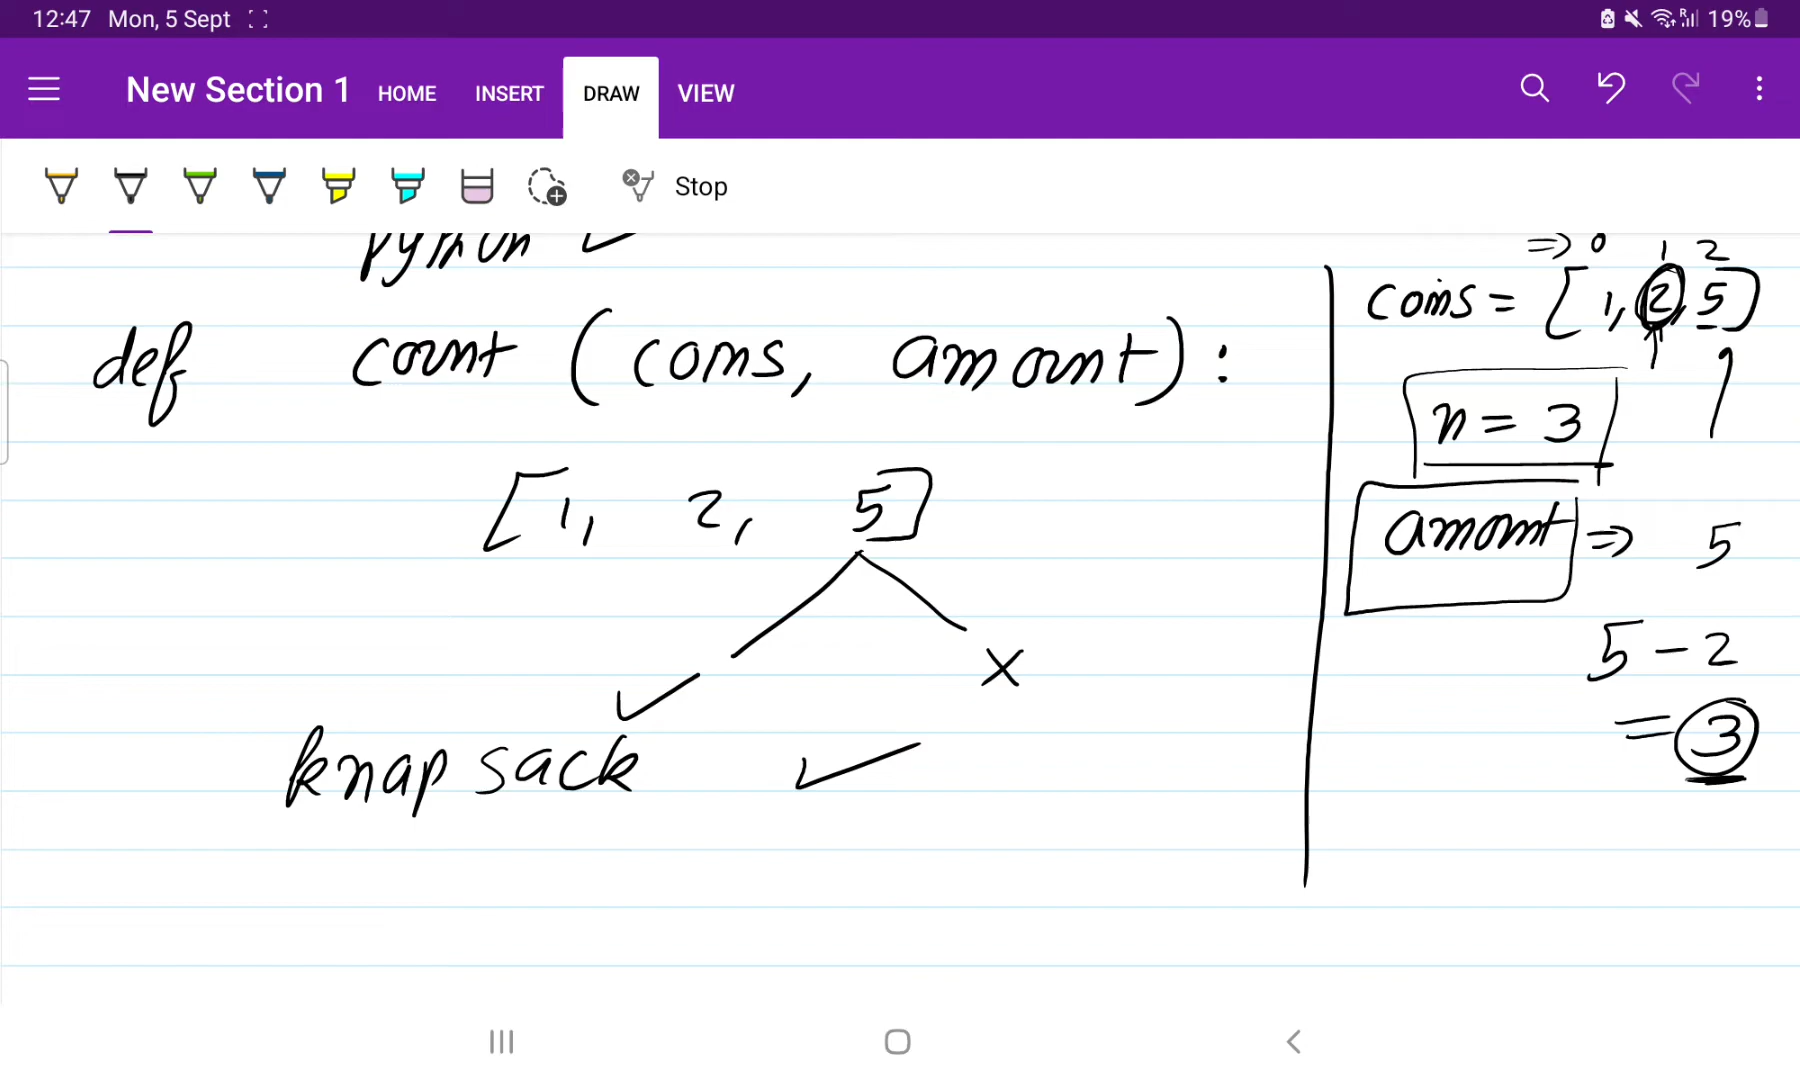 12:47 Mon, 5 Sept 19%
New Section 1 HOME INSERT DRAW VIEW
Stop
python
def count (coins, amount):
[1, 2, 5]
knapsack
=> 0 1 2
coins = [1, 2, 5]
n = 3
amount => 5
5 - 2
= 3